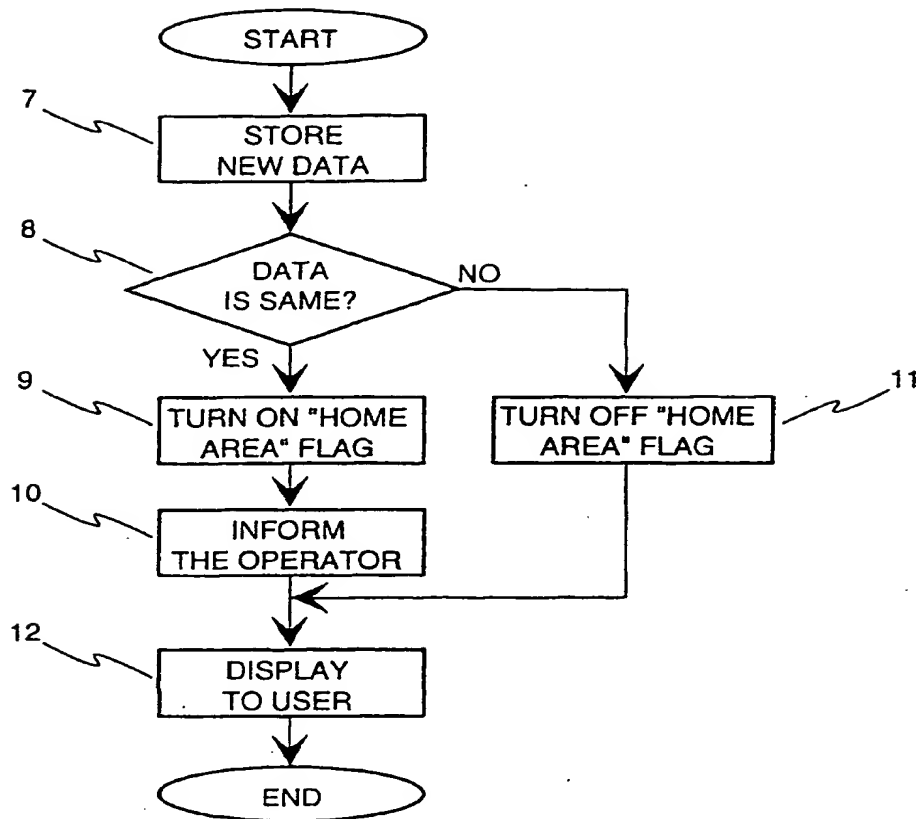 START
7
STORE
NEW DATA
8
DATA
IS SAME?
NO
YES
9
TURN ON "HOME
AREA" FLAG
11
TURN OFF "HOME
AREA" FLAG
10
INFORM
THE OPERATOR
12
DISPLAY
TO USER
END